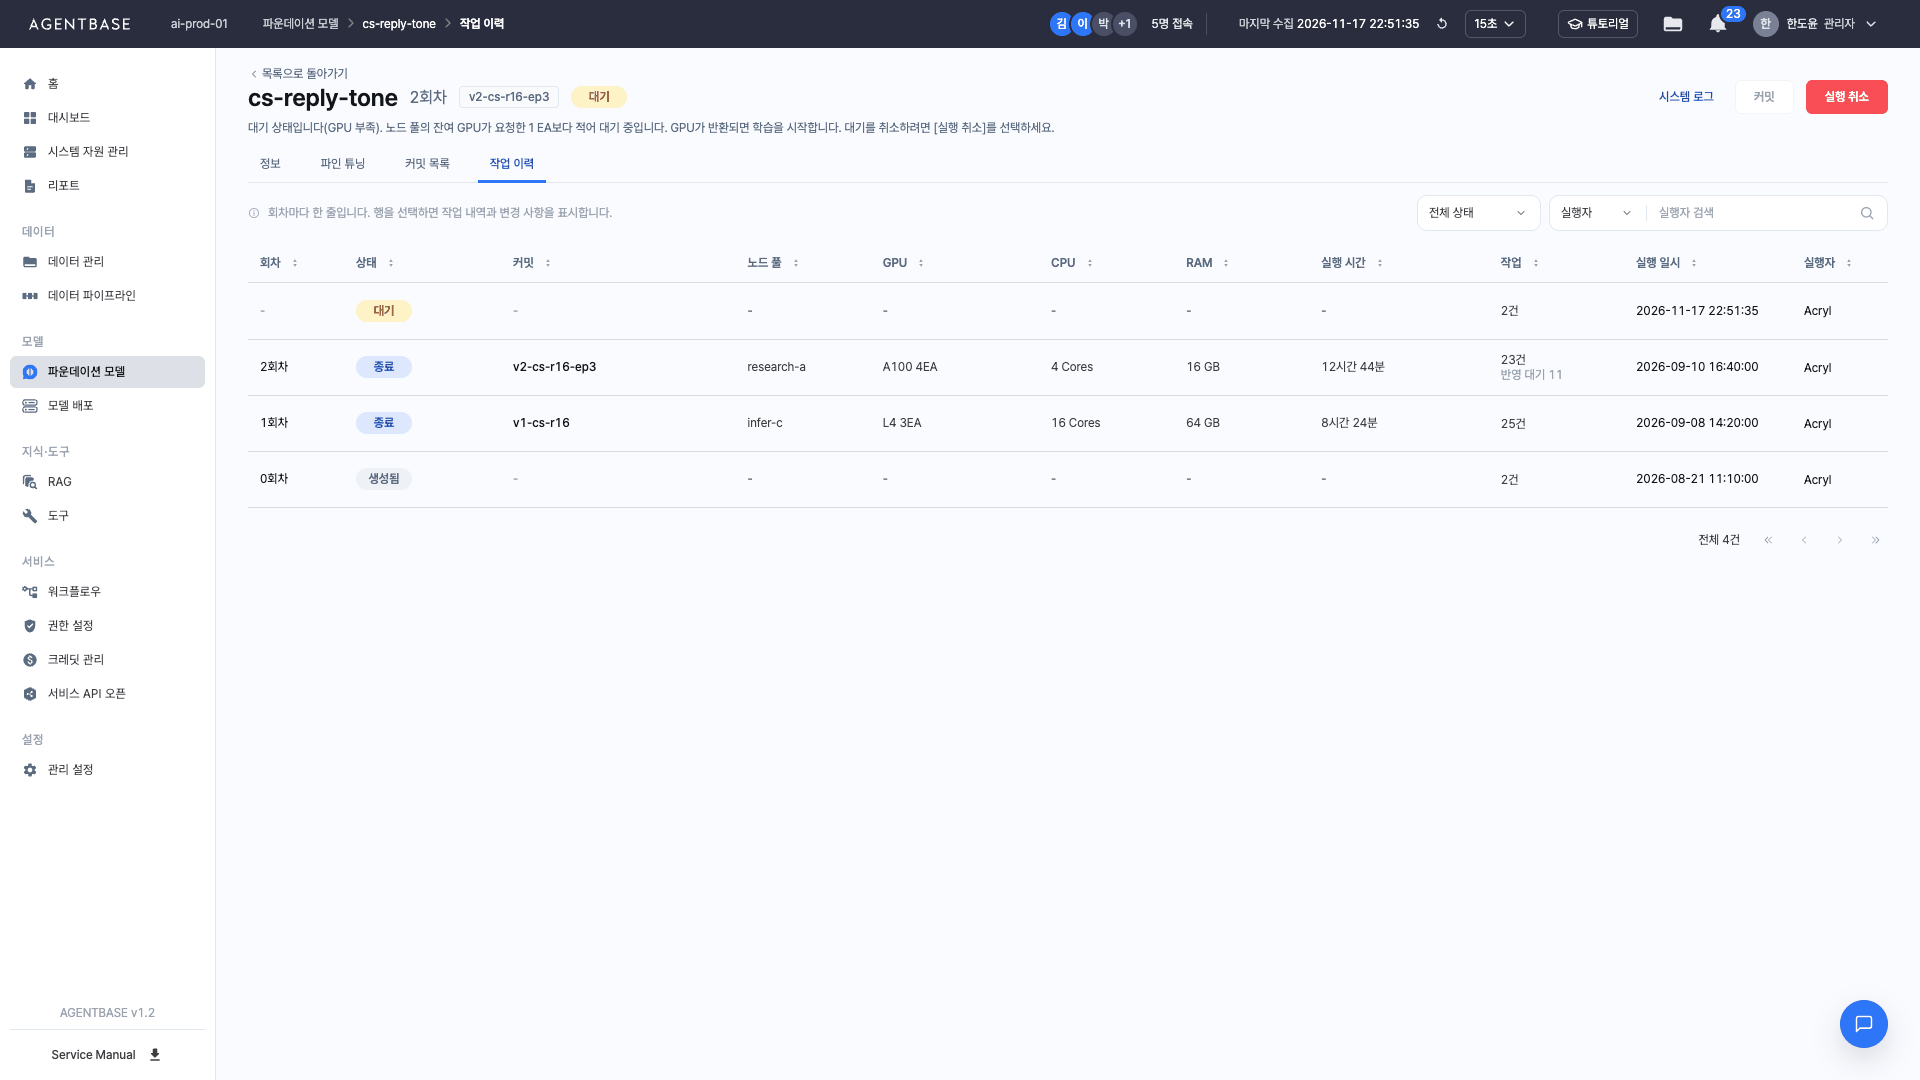 AGENTBASE
ai-prod-01
파운데이션 모델 > cs-reply-tone > 작업 이력
김 이 박 +1 5명 접속
마지막 수집 2026-11-17 22:51:35
15초
튜토리얼
23
한 한도윤 관리자
홈
대시보드
시스템 자원 관리
리포트
데이터
데이터 관리
데이터 파이프라인
모델
파운데이션 모델
모델 배포
지식·도구
RAG
도구
서비스
워크플로우
권한 설정
크레딧 관리
서비스 API 오픈
설정
관리 설정
AGENTBASE v1.2
Service Manual
목록으로 돌아가기
cs-reply-tone 2회차 v2-cs-r16-ep3 대기
시스템 로그 커밋 실행 취소
대기 상태입니다(GPU 부족). 노드 풀의 잔여 GPU가 요청한 1 EA보다 적어 대기 중입니다. GPU가 반환되면 학습을 시작합니다. 대기를 취소하려면 [실행 취소]를 선택하세요.
정보 파인 튜닝 커밋 목록 작업 이력
회차마다 한 줄입니다. 행을 선택하면 작업 내역과 변경 사항을 표시합니다.
전체 상태 실행자 실행자 검색
회차 상태 커밋 노드 풀 GPU CPU RAM 실행 시간 작업 실행 일시 실행자
- 대기 - - - - - - 2건 2026-11-17 22:51:35 Acryl
2회차 종료 v2-cs-r16-ep3 research-a A100 4EA 4 Cores 16 GB 12시간 44분 23건 2026-09-10 16:40:00 Acryl
반영 대기 11
1회차 종료 v1-cs-r16 infer-c L4 3EA 16 Cores 64 GB 8시간 24분 25건 2026-09-08 14:20:00 Acryl
0회차 생성됨 - - - - - - 2건 2026-08-21 11:10:00 Acryl
전체 4건 « ‹ › »